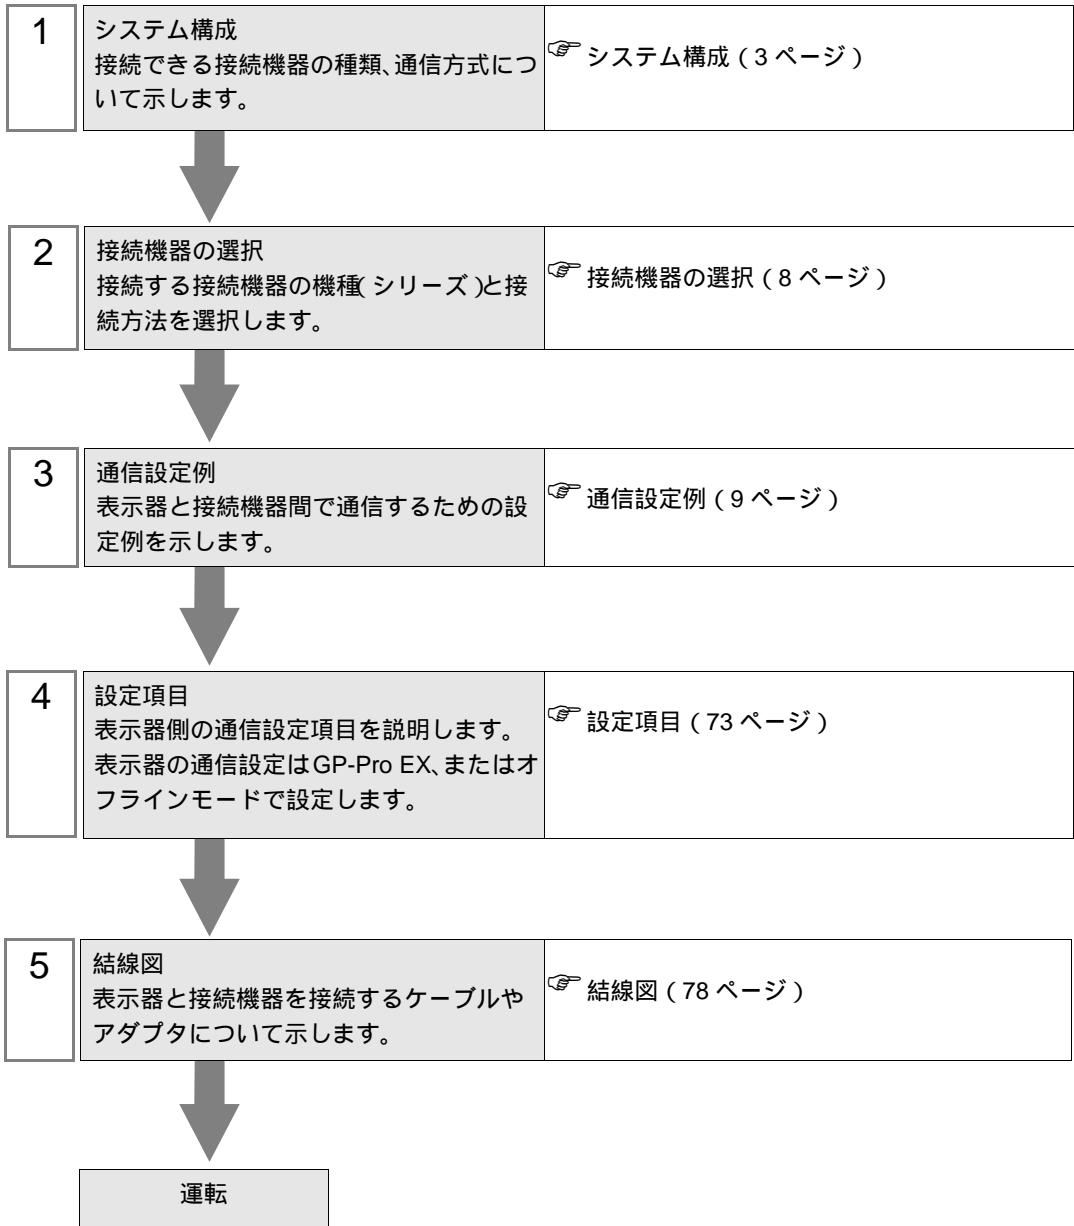 1
システム構成
接続できる接続機器の種類、通信方式につ
いて示します。
☞ システム構成（3 ページ）
2
接続機器の選択
接続する接続機器の機種（シリーズ）と接
続方法を選択します。
☞ 接続機器の選択（8 ページ）
3
通信設定例
表示器と接続機器間で通信するための設
定例を示します。
☞ 通信設定例（9 ページ）
4
設定項目
表示器側の通信設定項目を説明します。
表示器の通信設定はGP-Pro EX、またはオ
フラインモードで設定します。
☞ 設定項目（73 ページ）
5
結線図
表示器と接続機器を接続するケーブルや
アダプタについて示します。
☞ 結線図（78 ページ）
運転